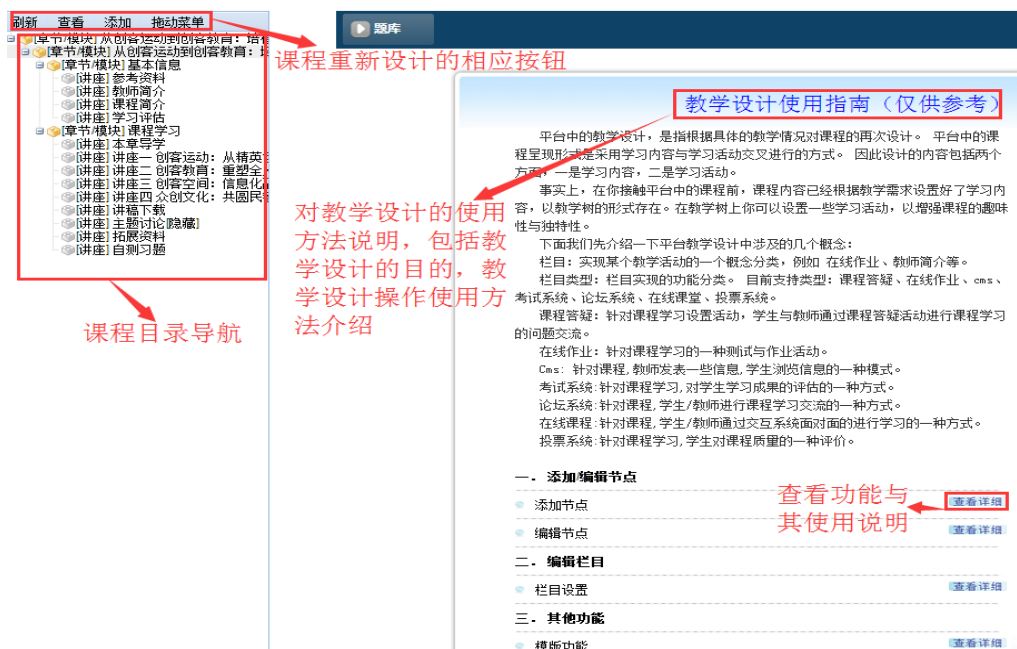 刷新 查看 添加 拖动菜单
[章节/模块]从创客运动到创客教育：培
[章节/模块]从创客运动到创客教育：培
[章节/模块]基本信息
[讲座]参考资料
[讲座]教师简介
[讲座]课程简介
[讲座]学习评估
[章节/模块]课程学习
[讲座]本章导学
[讲座]讲座一 创客运动：从精英
[讲座]讲座二 创客教育：重塑全
[讲座]讲座三 创客空间：信息化
[讲座]讲座四 众创文化：共圆民
[讲座]讲稿下载
[讲座]主题讨论[隐藏]
[讲座]拓展资料
[讲座]自测习题
课程目录导航
题库
课程重新设计的相应按钮
对教学设计的使用
方法说明，包括教
学设计的目的，教
学设计操作使用方
法介绍
教学设计使用指南（仅供参考）
平台中的教学设计，是指根据具体的教学情况对课程的再次设计。 平台中的课
程呈现形式是采用学习内容与学习活动交叉进行的方式。 因此设计的内容包括两个
方面，一是学习内容，二是学习活动。
事实上，在你接触平台中的课程前，课程内容已经根据教学需求设置好了学习内
容，以教学树的形式存在。在教学树上你可以设置一些学习活动，以增强课程的趣味
性与独特性。
下面我们先介绍一下平台教学设计中涉及的几个概念：
栏目：实现某个教学活动的一个概念分类，例如 在线作业、教师简介等。
栏目类型：栏目实现的功能分类。 目前支持类型：课程答疑、在线作业、cms、
考试系统、论坛系统、在线课堂、投票系统。
课程答疑：针对课程学习设置活动，学生与教师通过课程答疑活动进行课程学习
的问题交流。
在线作业：针对课程学习的一种测试与作业活动。
Cms: 针对课程,教师发表一些信息,学生浏览信息的一种模式。
考试系统:针对课程学习,对学生学习成果的评估的一种方式。
论坛系统:针对课程,学生/教师进行课程学习交流的一种方式。
在线课程:针对课程,学生/教师通过交互系统面对面的进行学习的一种方式。
投票系统:针对课程学习,学生对课程质量的一种评价。
一. 添加/编辑节点
添加节点 查看详细
查看功能与
其使用说明
编辑节点 查看详细
二. 编辑栏目
栏目设置 查看详细
三. 其他功能
模版功能 查看详细